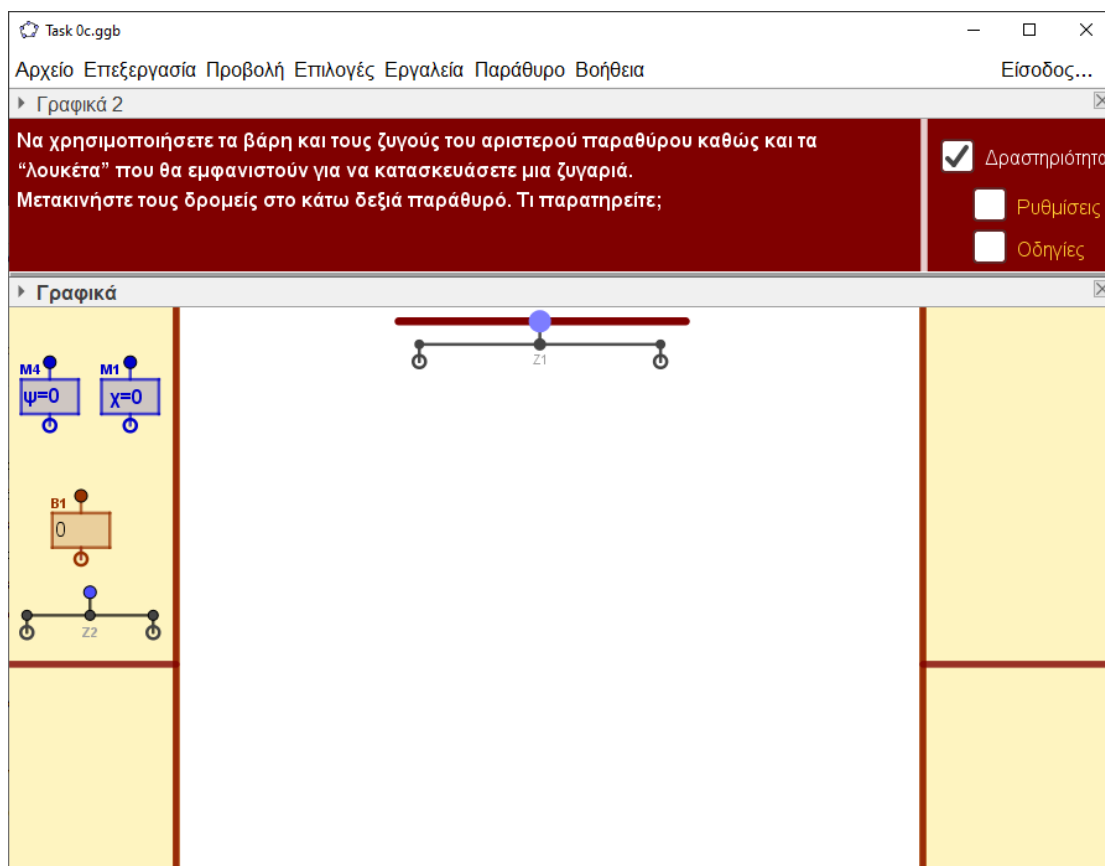 Task 0c.ggb
Αρχείο Επεξεργασία Προβολή Επιλογές Εργαλεία Παράθυρο Βοήθεια Είσοδος...
Γραφικά 2
Να χρησιμοποιήσετε τα βάρη και τους ζυγούς του αριστερού παραθύρου καθώς και τα
“λουκέτα” που θα εμφανιστούν για να κατασκευάσετε μια ζυγαριά.
Μετακινήστε τους δρομείς στο κάτω δεξιά παράθυρό. Τι παρατηρείτε;
Δραστηριότητα
Ρυθμίσεις
Οδηγίες
Γραφικά
Z1
M4 M1
ψ=0 χ=0
B1
0
Z2